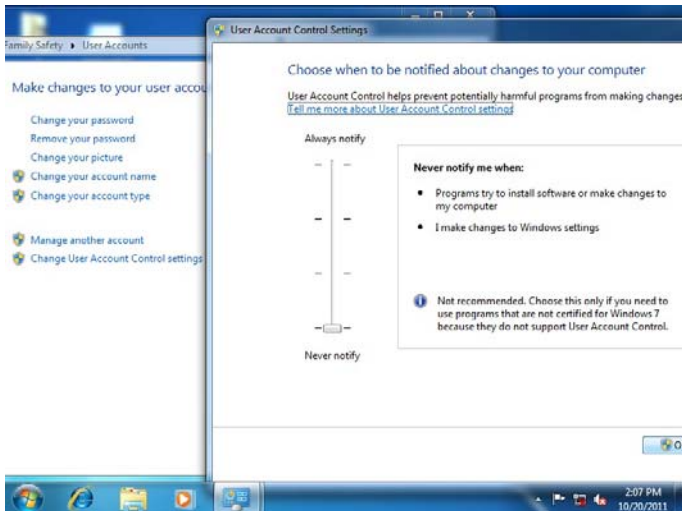 Family Safety ▸ User Accounts
Make changes to your user accou
Change your password
Remove your password
Change your picture
Change your account name
Change your account type
Manage another account
Change User Account Control settings
User Account Control Settings
Choose when to be notified about changes to your computer
User Account Control helps prevent potentially harmful programs from making changes
Tell me more about User Account Control settings
Always notify
Never notify
Never notify me when:
• Programs try to install software or make changes to
my computer
• I make changes to Windows settings
Not recommended. Choose this only if you need to
use programs that are not certified for Windows 7
because they do not support User Account Control.
O
2:07 PM
10/20/2011